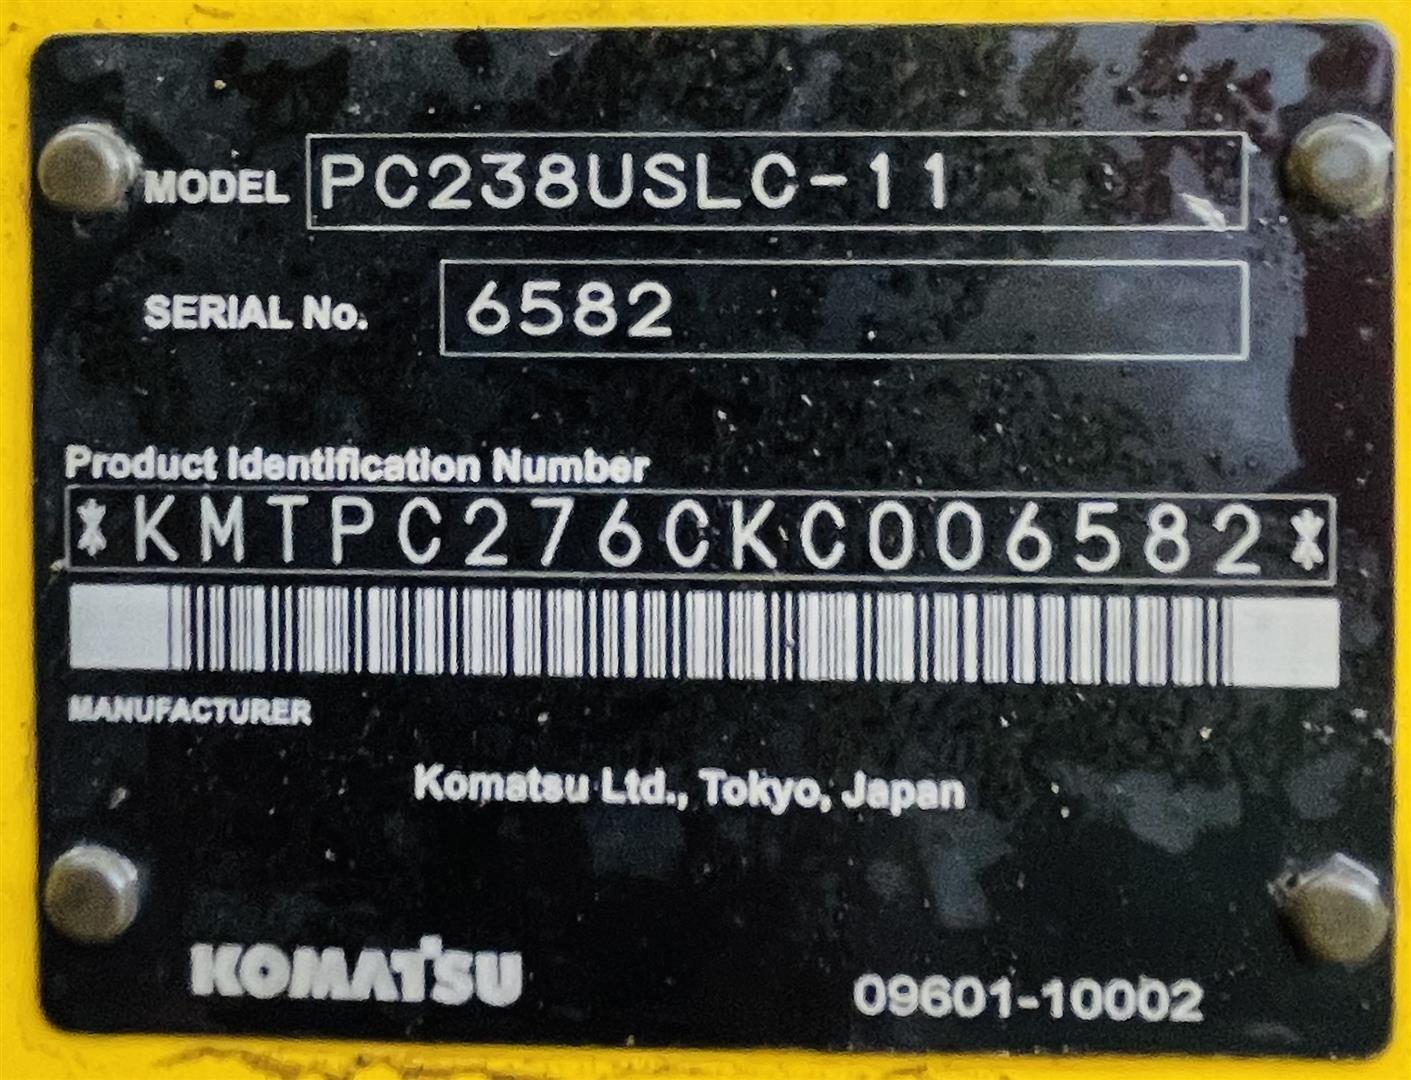 MODEL PC238USLC-11
SERIAL No. 6582
Product Identification Number
*KMTPC276CKC006582*
MANUFACTURER
Komatsu Ltd., Tokyo, Japan
KOMATSU 09601-10002